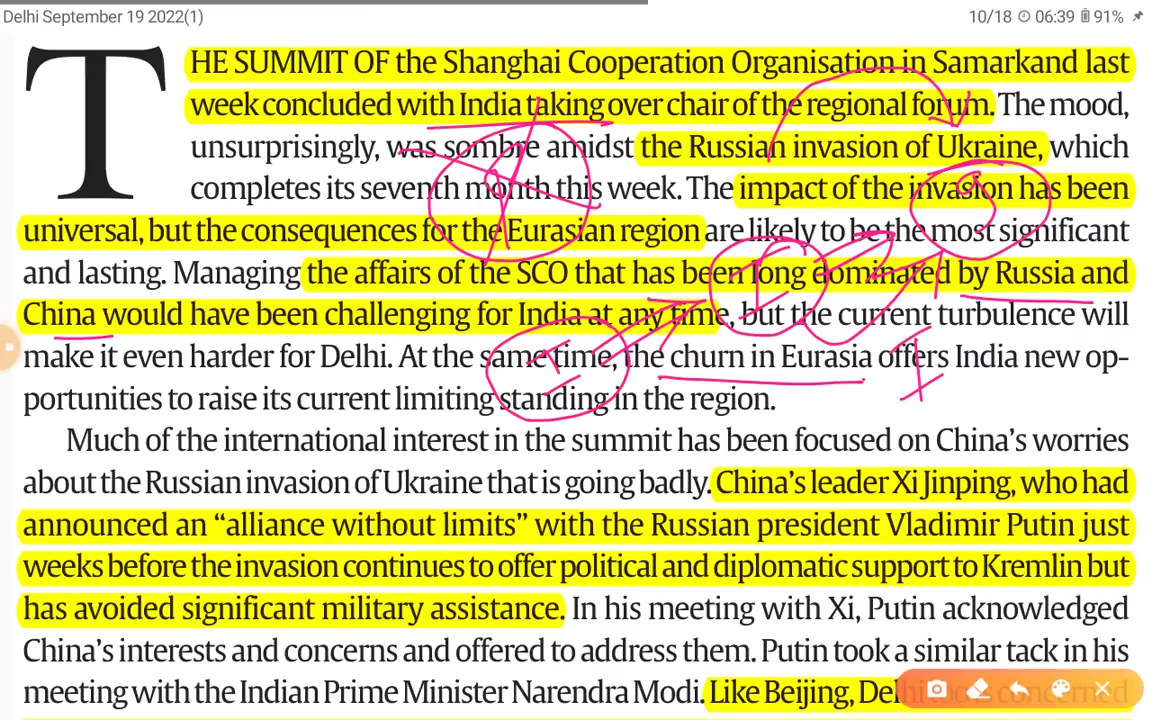 Delhi September 19 2022(1)
10/18 06:39 91%
THE SUMMIT OF the Shanghai Cooperation Organisation in Samarkand last
week concluded with India taking over chair of the regional forum. The mood,
unsurprisingly, was sombre amidst the Russian invasion of Ukraine, which
completes its seventh month this week. The impact of the invasion has been
universal, but the consequences for the Eurasian region are likely to be the most significant
and lasting. Managing the affairs of the SCO that has been long dominated by Russia and
China would have been challenging for India at any time, but the current turbulence will
make it even harder for Delhi. At the same time, the churn in Eurasia offers India new op-
portunities to raise its current limiting standing in the region.
Much of the international interest in the summit has been focused on China's worries
about the Russian invasion of Ukraine that is going badly. China's leader Xi Jinping, who had
announced an "alliance without limits" with the Russian president Vladimir Putin just
weeks before the invasion continues to offer political and diplomatic support to Kremlin but
has avoided significant military assistance. In his meeting with Xi, Putin acknowledged
China's interests and concerns and offered to address them. Putin took a similar tack in his
meeting with the Indian Prime Minister Narendra Modi. Like Beijing, Delhi too is concerned